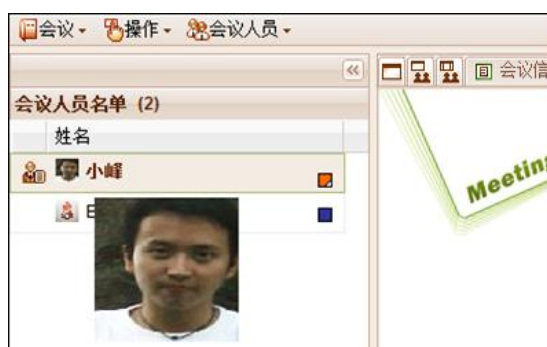 会议 操作 会议人员
会议人员名单 (2)
会议信
姓名
小峰
Meetin